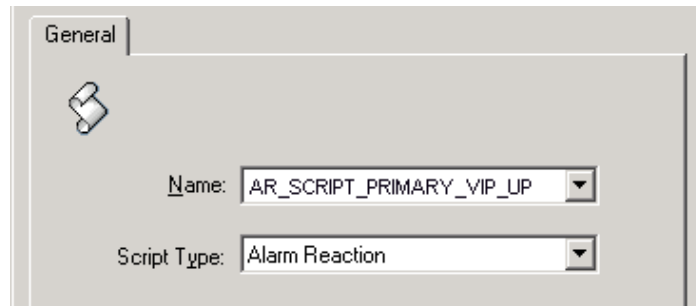 General
Name: AR_SCRIPT_PRIMARY_VIP_UP
Script Type: Alarm Reaction